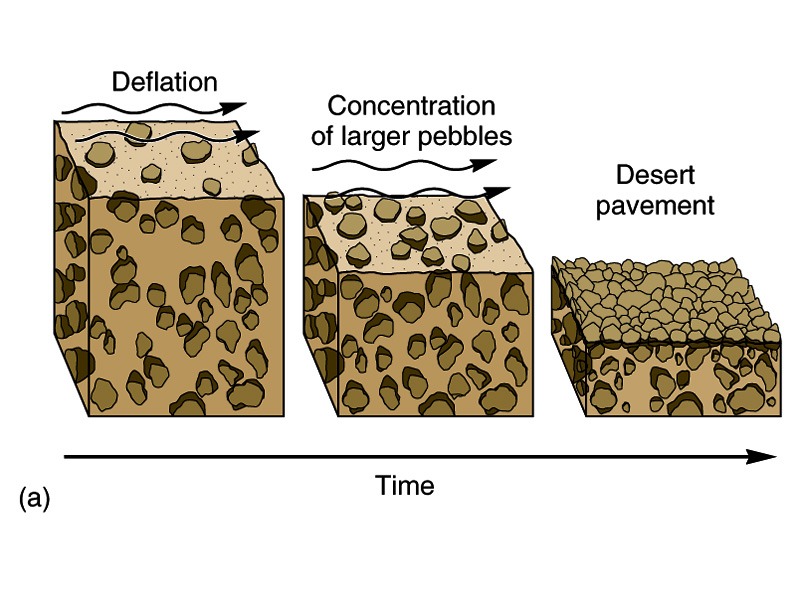 Deflation
Concentration
of larger pebbles
Desert
pavement
Time
(a)